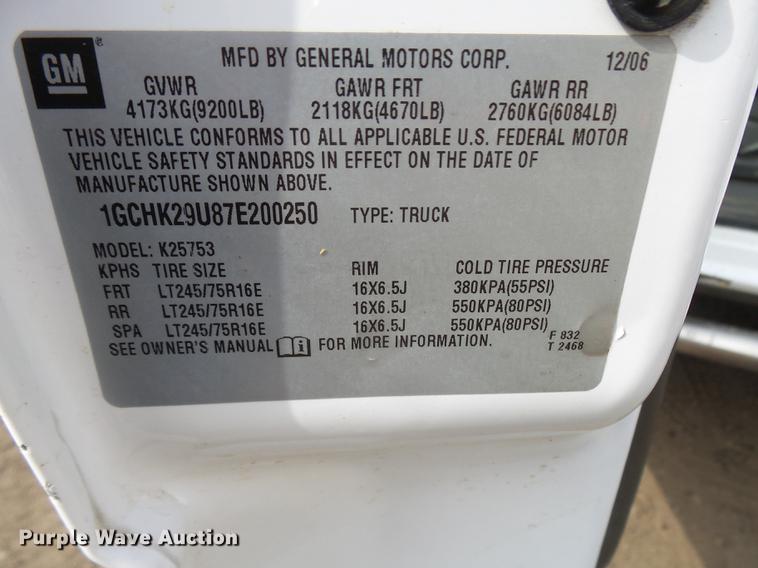 GM ® MFD BY GENERAL MOTORS CORP. 12/06
GVWR GAWR FRT GAWR RR
4173KG(9200LB) 2118KG(4670LB) 2760KG(6084LB)
THIS VEHICLE CONFORMS TO ALL APPLICABLE U.S. FEDERAL MOTOR
VEHICLE SAFETY STANDARDS IN EFFECT ON THE DATE OF
MANUFACTURE SHOWN ABOVE.
1GCHK29U87E200250 TYPE: TRUCK
MODEL: K25753
KPHS TIRE SIZE RIM COLD TIRE PRESSURE
FRT LT245/75R16E 16X6.5J 380KPA(55PSI)
RR LT245/75R16E 16X6.5J 550KPA(80PSI)
SPA LT245/75R16E 16X6.5J 550KPA(80PSI)
SEE OWNER'S MANUAL FOR MORE INFORMATION. F 832
T 2468
Purple Wave Auction